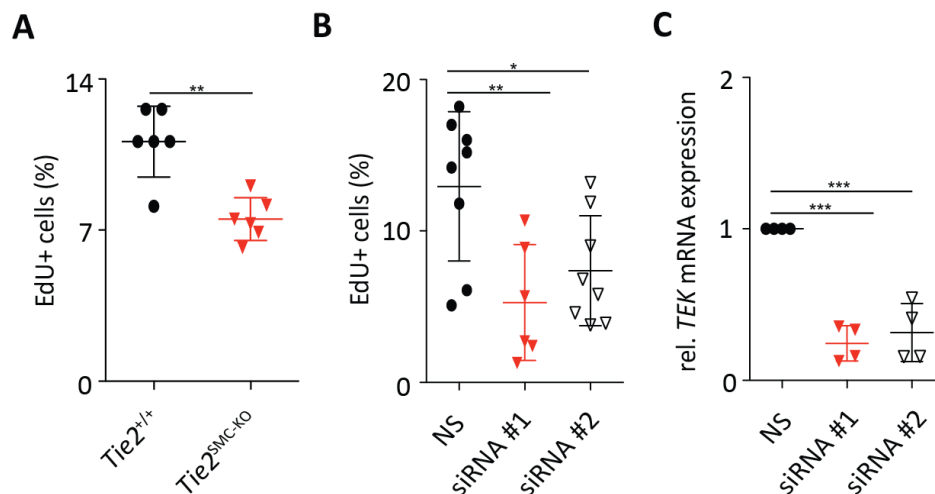 A
EdU+ cells (%)
14
7
0
**
Tie2+/+
Tie2SMC-KO
B
EdU+ cells (%)
20
10
0
*
**
NS
siRNA #1
siRNA #2
C
rel. TEK mRNA expression
2
1
0
***
***
NS
siRNA #1
siRNA #2